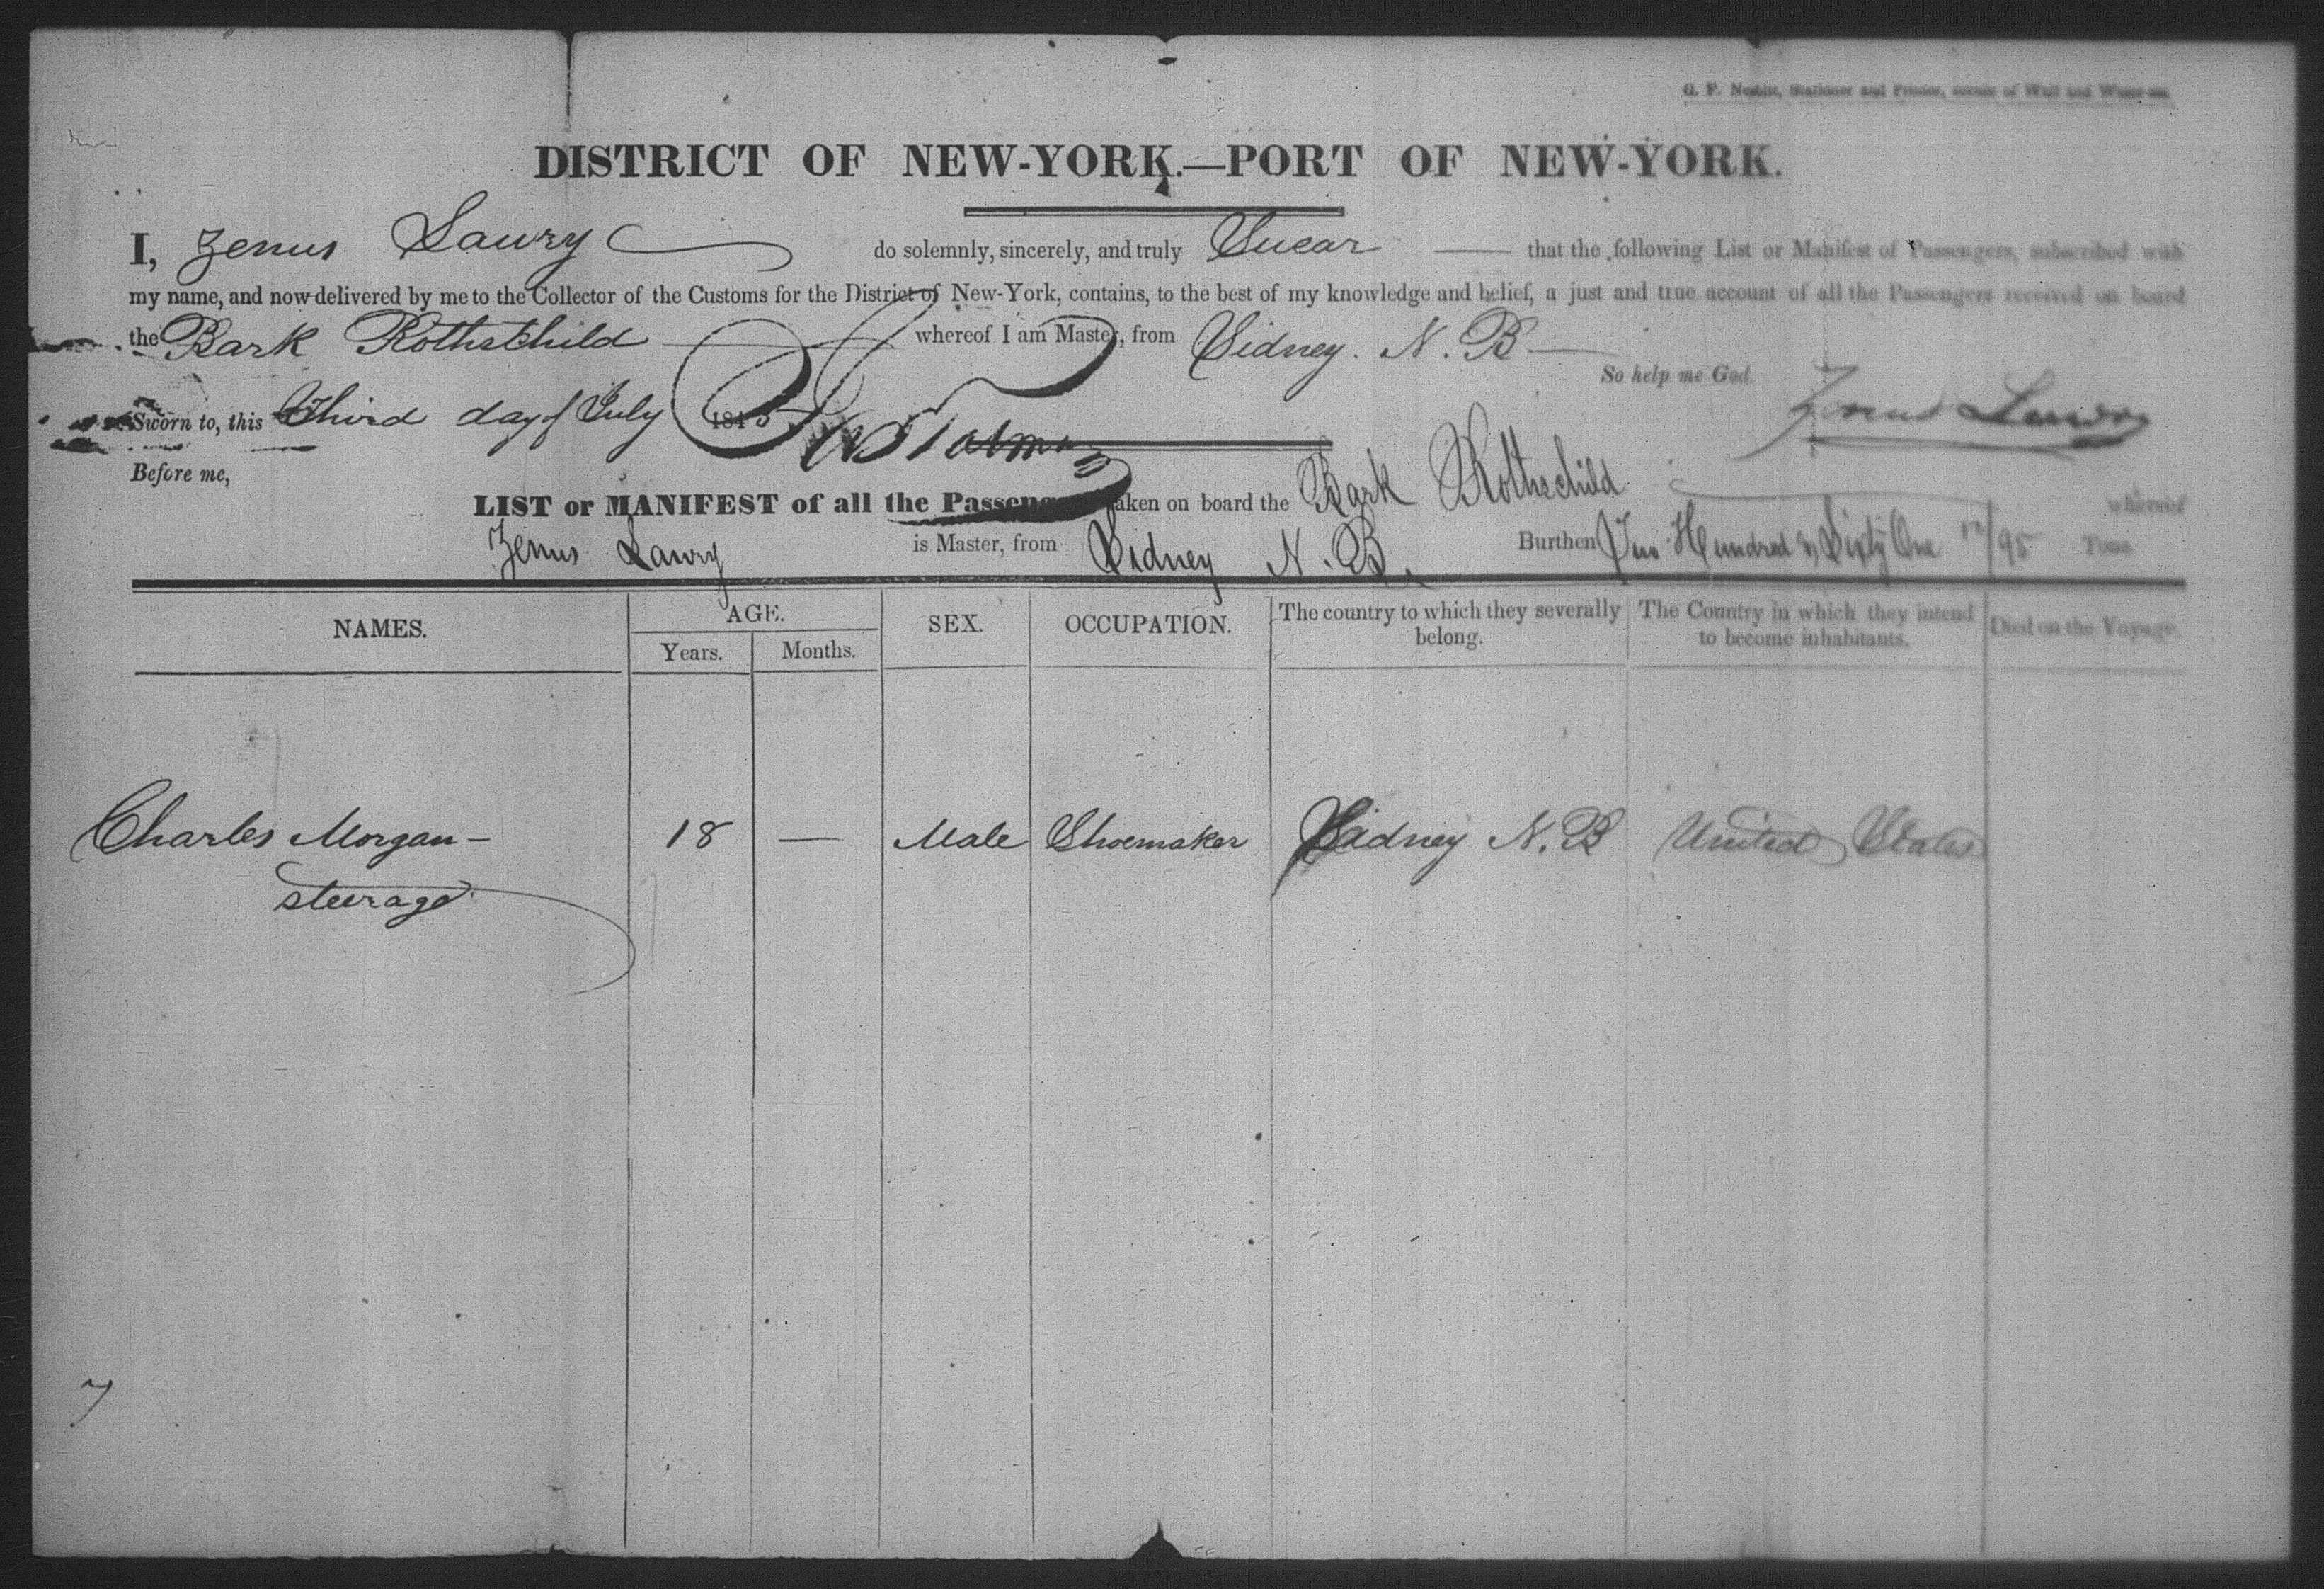 G. F. Nesbitt, Stationer and Printer, corner of Wall and Water-sts.
DISTRICT OF NEW-YORK.—PORT OF NEW-YORK.
I, Zenus Lawry do solemnly, sincerely, and truly Swear — that the following List or Manifest of Passengers, subscribed with
my name, and now delivered by me to the Collector of the Customs for the District of New-York, contains, to the best of my knowledge and belief, a just and true account of all the Passengers received on board
the Bark Rothschild — whereof I am Master, from Sidney. N. B —
So help me God.
Sworn to, this Third day of July 1845 Zenus Lawry
Before me,
LIST or MANIFEST of all the Passengers taken on board the Bark Rothschild whereof
Zenus Lawry is Master, from Sidney N. B. Burthen Two Hundred & Sixty One 12/95 Tons
NAMES. AGE. Years. Months. SEX. OCCUPATION. The country to which they severally belong. The Country in which they intend to become inhabitants. Died on the Voyage.
Charles Morgan – 18 — Male Shoemaker Sidney N. B United States
steerage
7